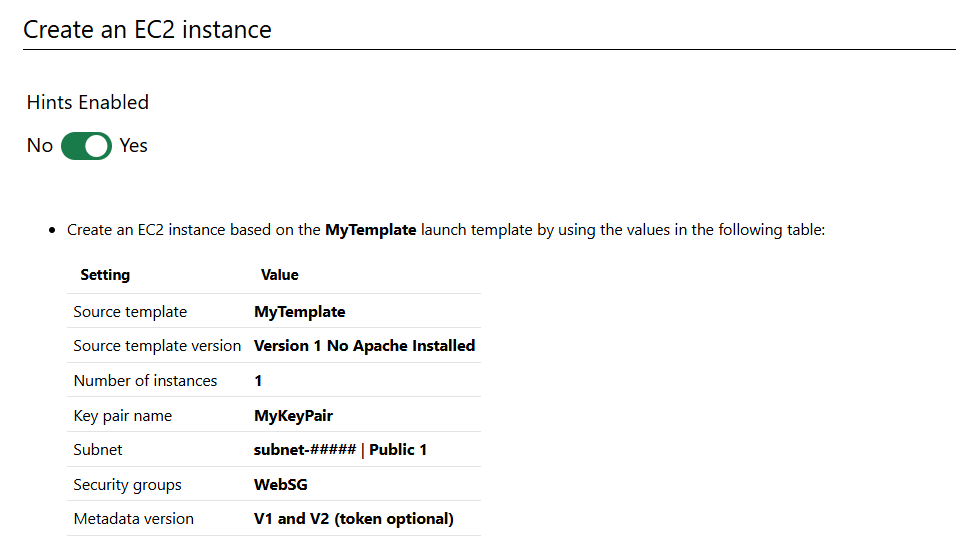 Create an EC2 instance
Hints Enabled
No Yes
Create an EC2 instance based on the MyTemplate launch template by using the values in the following table:
Setting Value
Source template MyTemplate
Source template version Version 1 No Apache Installed
Number of instances 1
Key pair name MyKeyPair
Subnet subnet-##### | Public 1
Security groups WebSG
Metadata version V1 and V2 (token optional)